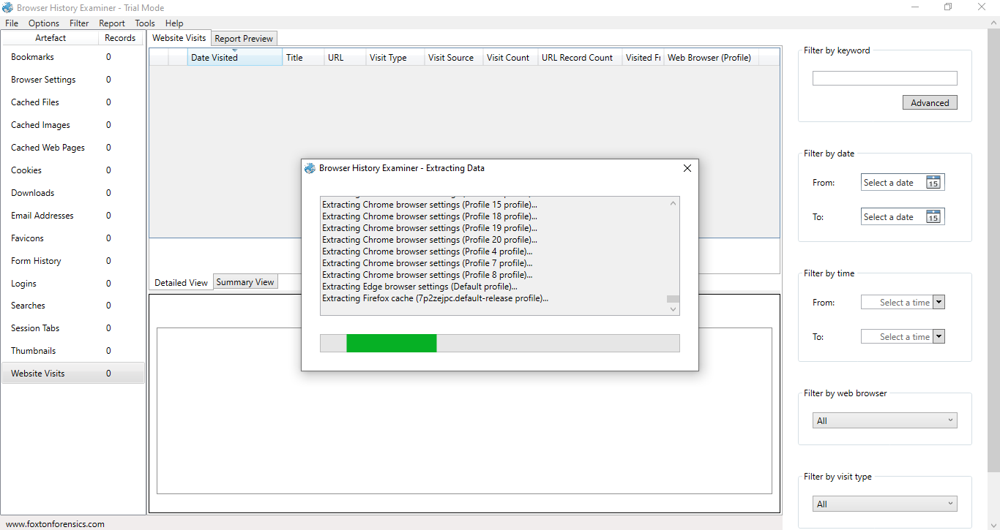 Browser History Examiner - Trial Mode
File Options Filter Report Tools Help
Artefact Records
Bookmarks 0
Browser Settings 0
Cached Files 0
Cached Images 0
Cached Web Pages 0
Cookies 0
Downloads 0
Email Addresses 0
Favicons 0
Form History 0
Logins 0
Searches 0
Session Tabs 0
Thumbnails 0
Website Visits 0
Website Visits Report Preview
Date Visited Title URL Visit Type Visit Source Visit Count URL Record Count Visited Fr Web Browser (Profile)
Browser History Examiner - Extracting Data
Extracting Chrome browser settings (Profile 15 profile)...
Extracting Chrome browser settings (Profile 18 profile)...
Extracting Chrome browser settings (Profile 19 profile)...
Extracting Chrome browser settings (Profile 20 profile)...
Extracting Chrome browser settings (Profile 4 profile)...
Extracting Chrome browser settings (Profile 7 profile)...
Extracting Chrome browser settings (Profile 8 profile)...
Extracting Edge browser settings (Default profile)...
Extracting Firefox cache (7p2zejpc.default-release profile)...
Detailed View Summary View
Filter by keyword
Advanced
Filter by date
From: Select a date 15
To: Select a date 15
Filter by time
From: Select a time
To: Select a time
Filter by web browser
All
Filter by visit type
All
www.foxtonforensics.com